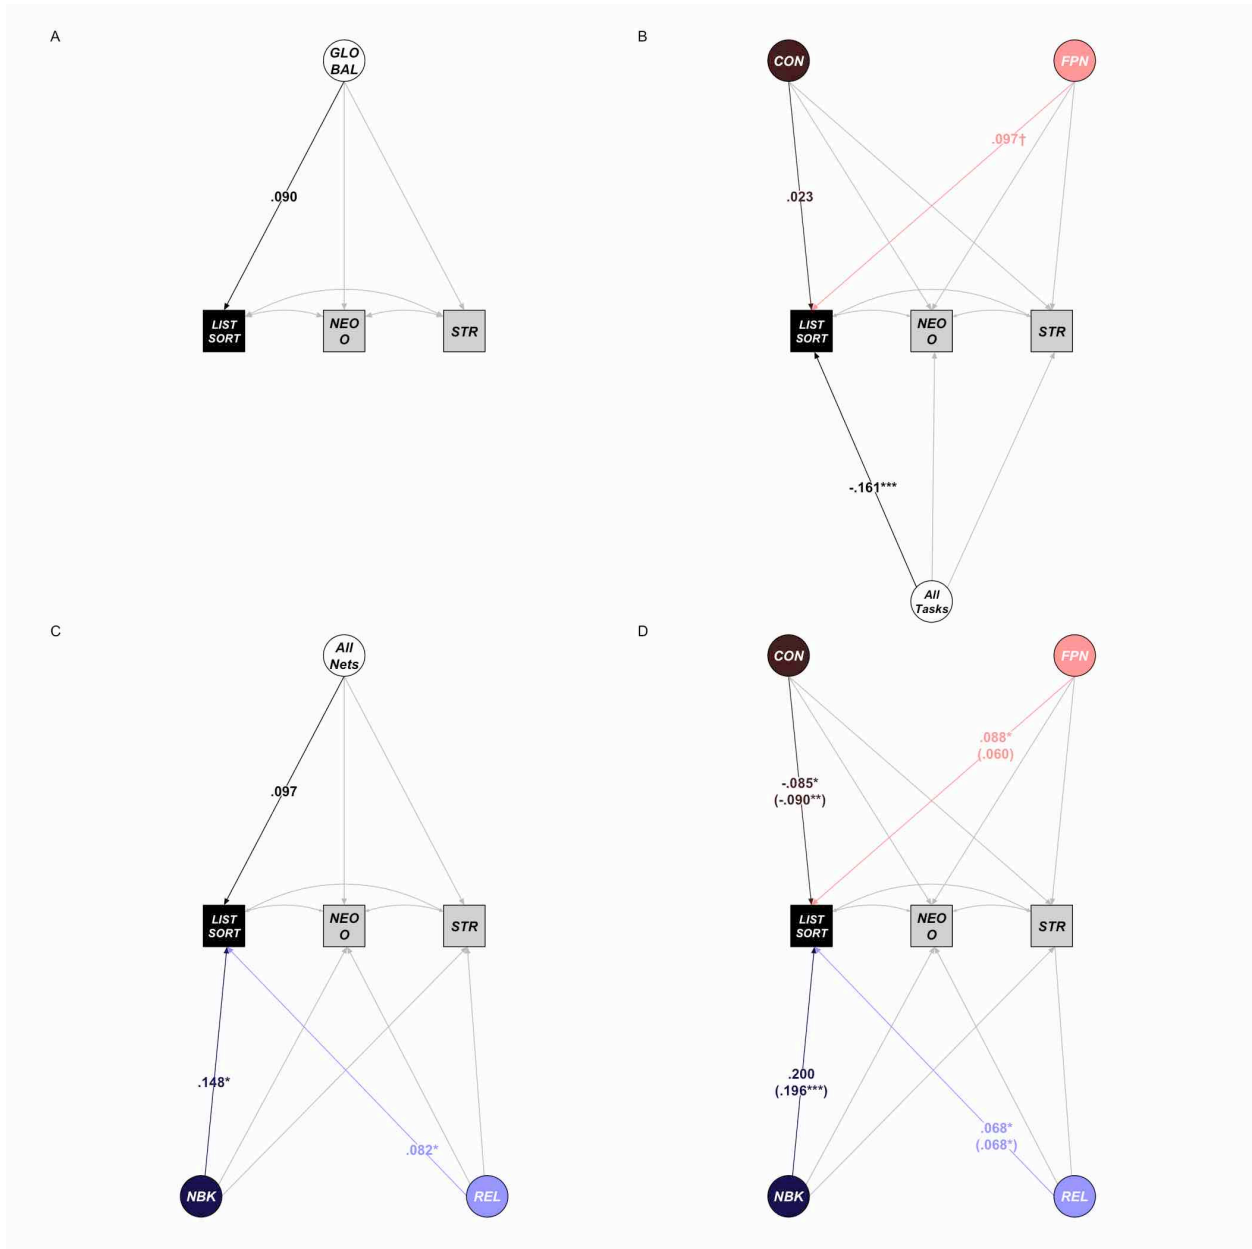 A
GLO
BAL
.090
LIST
SORT
NEO
O
STR
B
CON
FPN
.097†
.023
LIST
SORT
NEO
O
STR
-.161***
All
Tasks
C
All
Nets
.097
LIST
SORT
NEO
O
STR
.148*
.082*
NBK
REL
D
CON
FPN
.088*
(.060)
-.085*
(-.090**)
LIST
SORT
NEO
O
STR
.200
(.196***)
.068*
(.068*)
NBK
REL